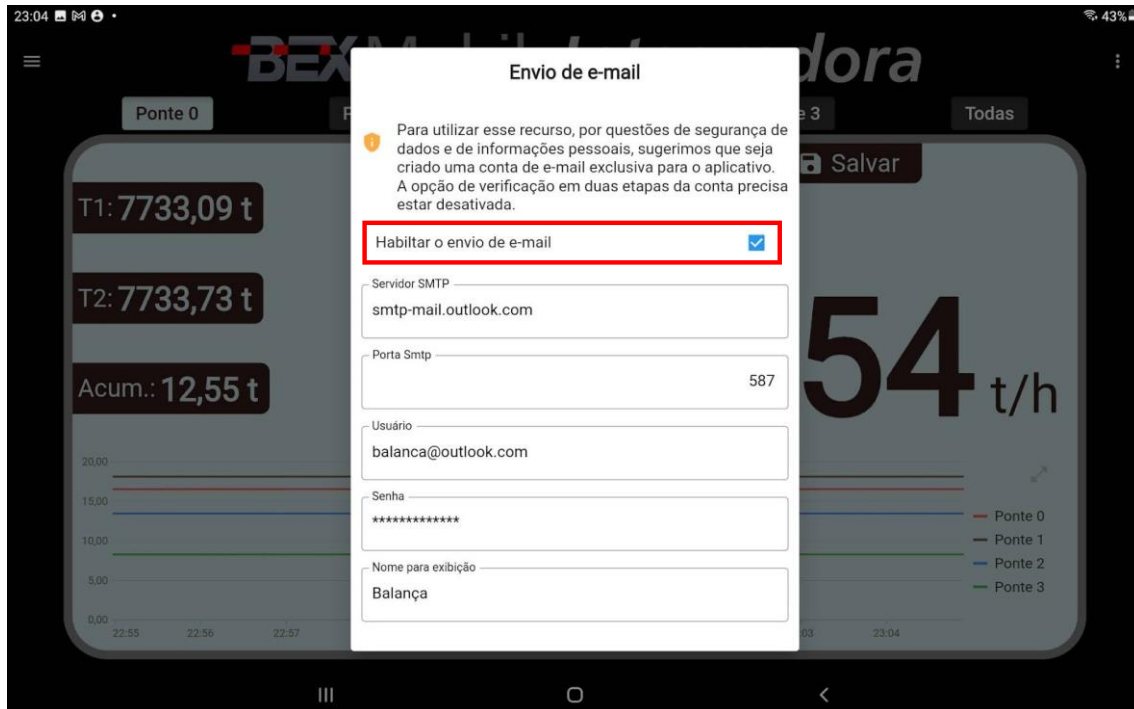 23:04
43%
BEX
dora
Ponte 0
e 3
Todas
Salvar
T1: 7733,09 t
T2: 7733,73 t
Acum.: 12,55 t
54 t/h
Envio de e-mail
Para utilizar esse recurso, por questões de segurança de
dados e de informações pessoais, sugerimos que seja
criado uma conta de e-mail exclusiva para o aplicativo.
A opção de verificação em duas etapas da conta precisa
estar desativada.
Habiltar o envio de e-mail
Servidor SMTP
smtp-mail.outlook.com
Porta Smtp
587
Usuário
balanca@outlook.com
Senha
*************
Nome para exibição
Balança
20,00
15,00
10,00
5,00
0,00
22:55 22:56 22:57 :03 23:04
Ponte 0
Ponte 1
Ponte 2
Ponte 3